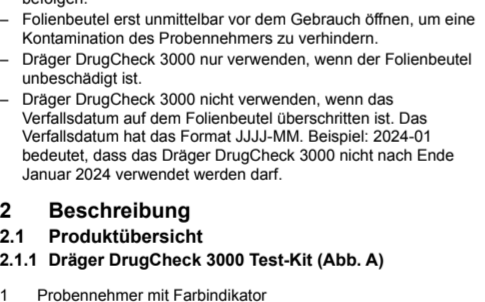 befolgen.
– Folienbeutel erst unmittelbar vor dem Gebrauch öffnen, um eine
Kontamination des Probennehmers zu verhindern.
– Dräger DrugCheck 3000 nur verwenden, wenn der Folienbeutel
unbeschädigt ist.
– Dräger DrugCheck 3000 nicht verwenden, wenn das
Verfallsdatum auf dem Folienbeutel überschritten ist. Das
Verfallsdatum hat das Format JJJJ-MM. Beispiel: 2024-01
bedeutet, dass das Dräger DrugCheck 3000 nicht nach Ende
Januar 2024 verwendet werden darf.
2 Beschreibung
2.1 Produktübersicht
2.1.1 Dräger DrugCheck 3000 Test-Kit (Abb. A)
1 Probennehmer mit Farbindikator